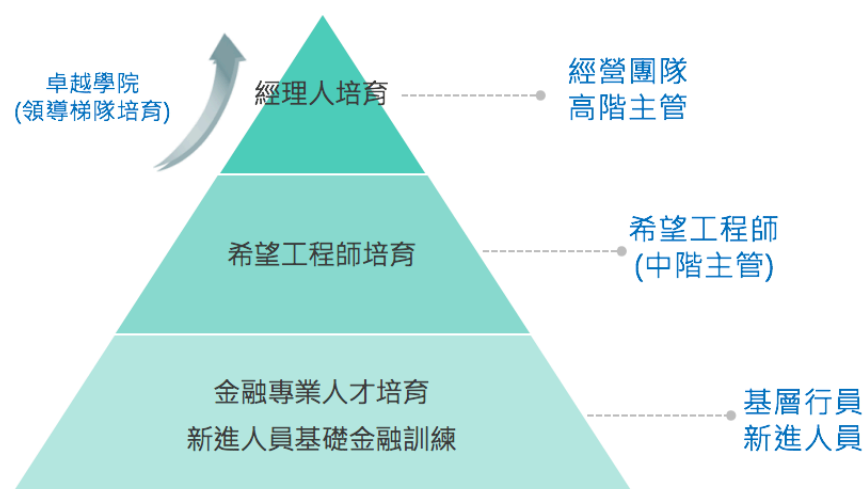 卓越學院
(領導梯隊培育)
經理人培育
經營團隊
高階主管
希望工程師培育
希望工程師
(中階主管)
金融專業人才培育
新進人員基礎金融訓練
基層行員
新進人員